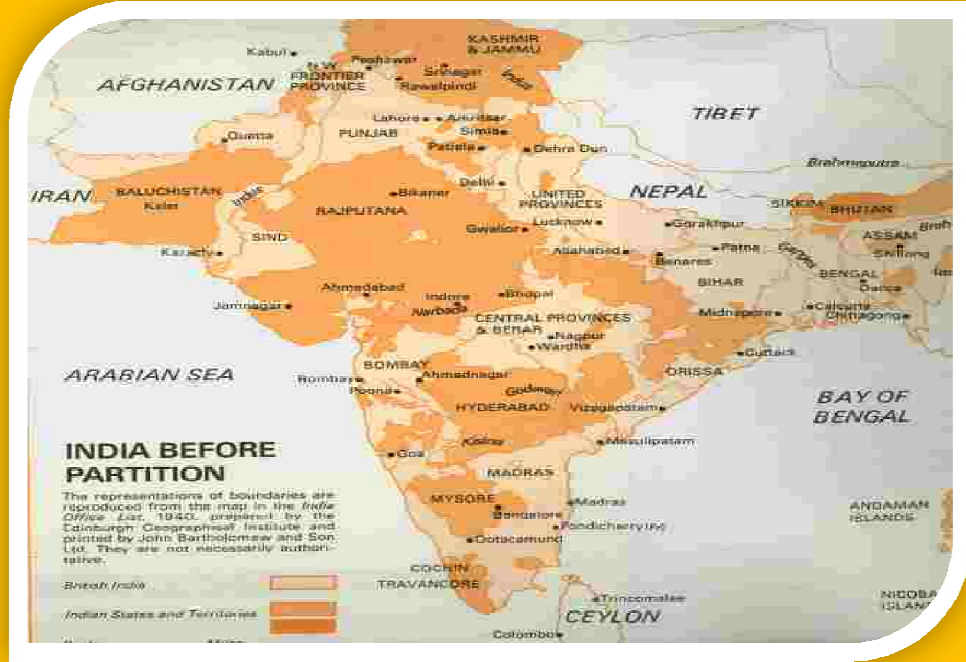 KASHMIR
& JAMMU
Kabul
N.W.
FRONTIER
PROVINCE
Peshawar
Srinagar
Indus
Rawalpindi
AFGHANISTAN
TIBET
Lahore
Amritsar
PUNJAB
Simla
Quetta
Patiala
Dehra Dun
Brahmaputra
IRAN
BALUCHISTAN
Kalat
Indus
Delhi
Bikaner
UNITED
PROVINCES
NEPAL
SIKKIM
BHUTAN
RAJPUTANA
Gwalior
Lucknow
Gorakhpur
ASSAM
Brah
SIND
Karachi
Allahabad
Benares
Patna
Ganges
Shillong
BIHAR
BENGAL
Dacca
Ahmedabad
Indore
Bhopal
Jamnagar
Narbada
CENTRAL PROVINCES
& BERAR
Midnapore
Calcutta
Chittagong
Nagpur
Wardha
Cuttack
BOMBAY
ORISSA
ARABIAN SEA
Bombay
Ahmednagar
Poona
Godavary
HYDERABAD
Vizagapatam
BAY OF
BENGAL
INDIA BEFORE
PARTITION
Kistna
Masulipatam
Goa
MADRAS
The representations of boundaries are
reproduced from the map in the India
Office List, 1940, prepared by the
Edinburgh Geographical Institute and
printed by John Bartholomew and Son
Ltd. They are not necessarily authori-
tative.
MYSORE
Bangalore
Madras
Pondicherry (Fr)
Ootacamund
ANDAMAN
ISLANDS
COCHIN
TRAVANCORE
British India
Indian States and Territories
Trincomalee
CEYLON
Colombo
NICOBA
ISLAN